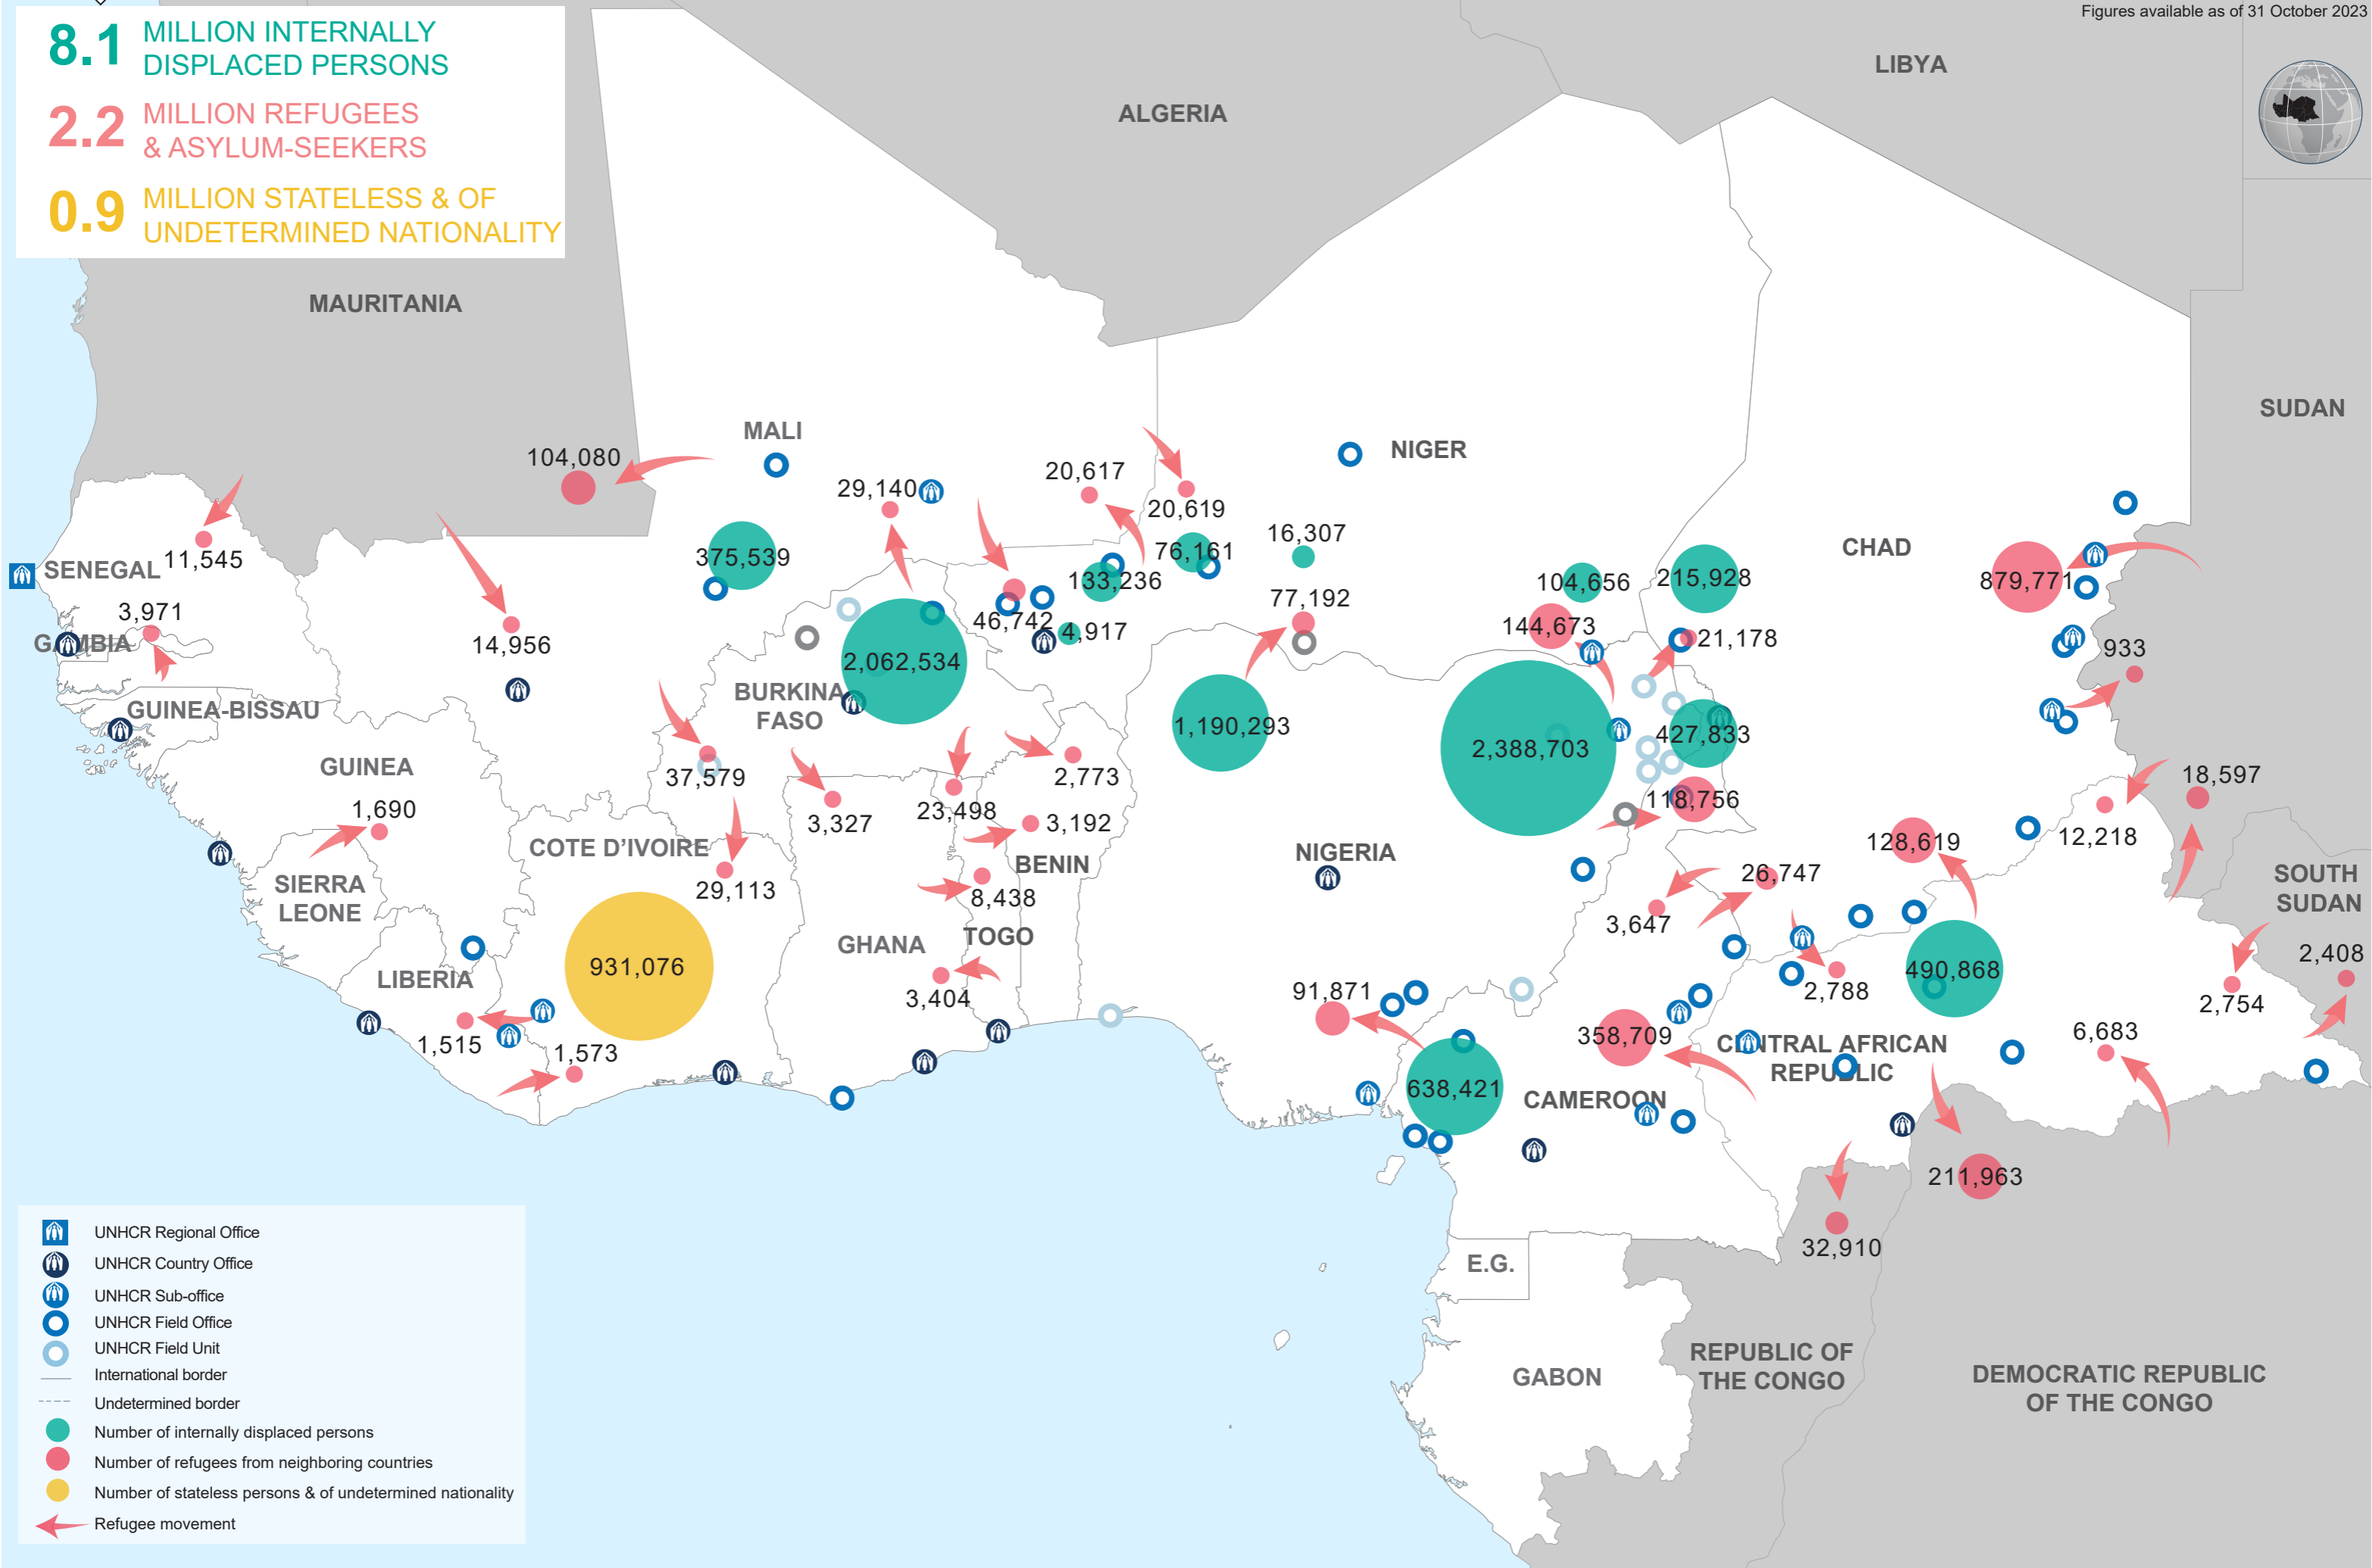 Figures available as of 31 October 2023
8.1
MILLION INTERNALLY
DISPLACED PERSONS
2.2
MILLION REFUGEES
& ASYLUM-SEEKERS
0.9
MILLION STATELESS & OF
UNDETERMINED NATIONALITY
LIBYA
ALGERIA
MAURITANIA
SUDAN
MALI
NIGER
104,080
20,617
29,140
20,619
16,307
CHAD
SENEGAL
11,545
375,539
76,161
133,236
104,656
215,928
879,771
3,971
GAMBIA
14,956
46,742
4,917
77,192
144,673
21,178
933
2,062,534
BURKINA
FASO
GUINEA-BISSAU
1,190,293
2,388,703
427,833
GUINEA
37,579
2,773
18,597
1,690
3,327
23,498
3,192
118,756
12,218
COTE D’IVOIRE
128,619
NIGERIA
BENIN
26,747
SIERRA
LEONE
29,113
8,438
SOUTH
SUDAN
3,647
GHANA
TOGO
LIBERIA
931,076
490,868
2,408
3,404
91,871
2,788
2,754
1,515
1,573
358,709
6,683
CENTRAL AFRICAN
REPUBLIC
638,421
CAMEROON
211,963
32,910
E.G.
GABON
REPUBLIC OF
THE CONGO
DEMOCRATIC REPUBLIC
OF THE CONGO
UNHCR Regional Office
UNHCR Country Office
UNHCR Sub-office
UNHCR Field Office
UNHCR Field Unit
International border
Undetermined border
Number of internally displaced persons
Number of refugees from neighboring countries
Number of stateless persons & of undetermined nationality
Refugee movement